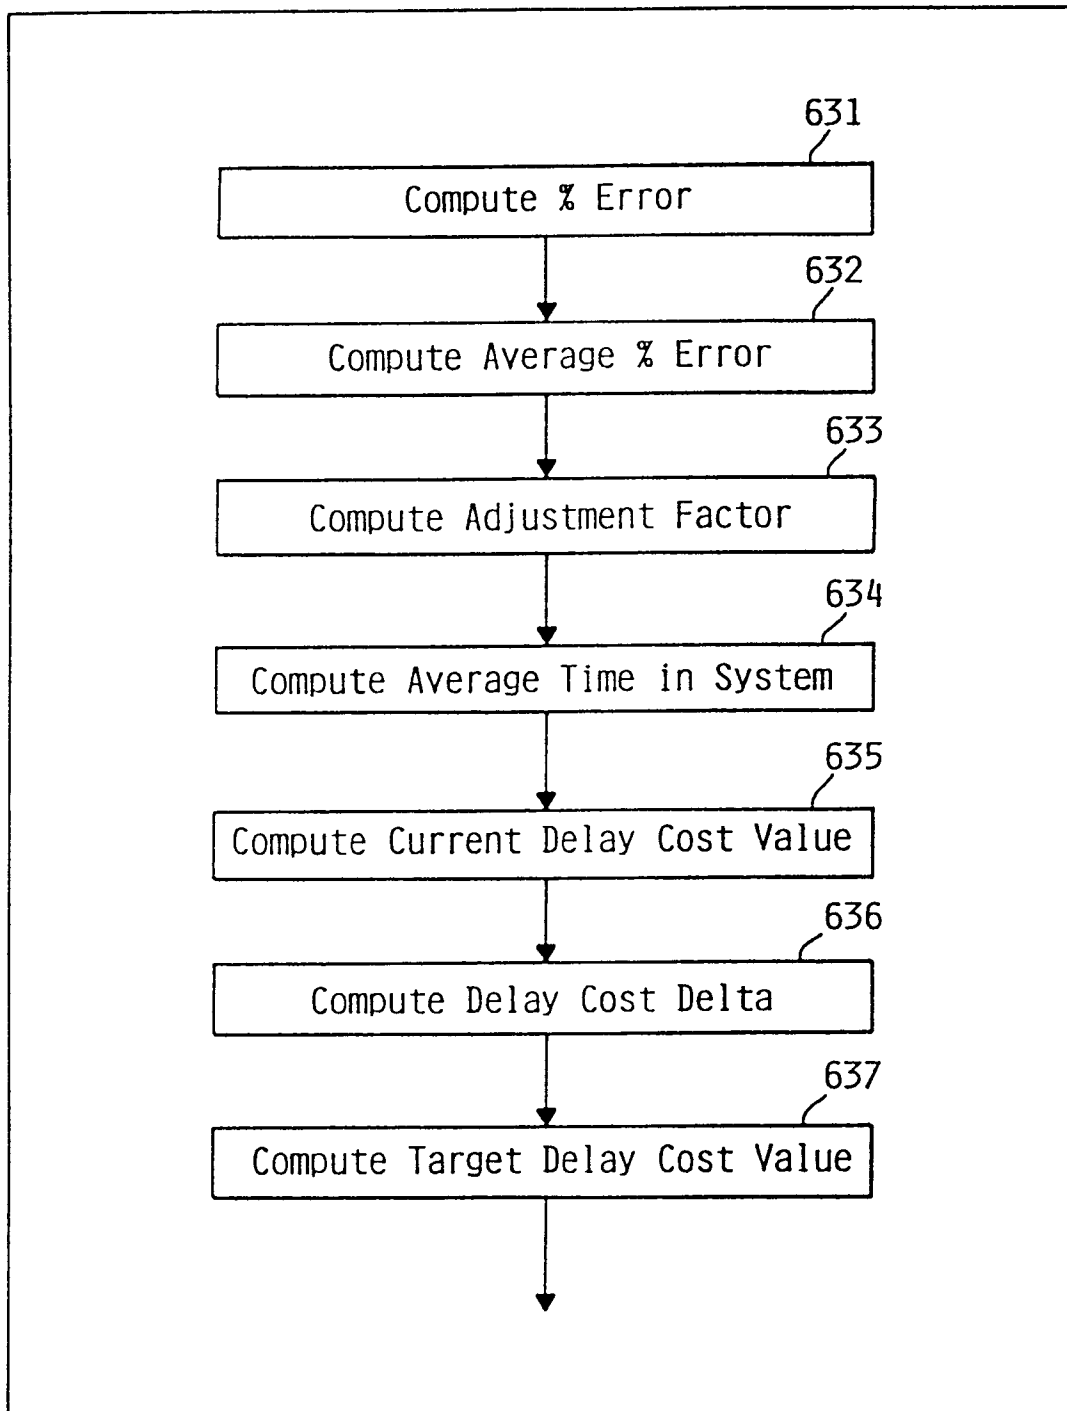 631
Compute % Error
632
Compute Average % Error
633
Compute Adjustment Factor
634
Compute Average Time in System
635
Compute Current Delay Cost Value
636
Compute Delay Cost Delta
637
Compute Target Delay Cost Value